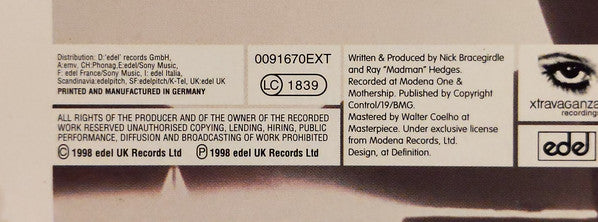 Distribution: D:'edel' records GmbH,
A:emv, CH:Phonag,E:edel/Sony Music,
F: edel France/Sony Music, I: edel Italia,
Scandinavia:edelpitch, SF:edelpitch/K-Tel, UK:edel UK
PRINTED AND MANUFACTURED IN GERMANY
0091670EXT
LC 1839
ALL RIGHTS OF THE PRODUCER AND OF THE OWNER OF THE RECORDED
WORK RESERVED UNAUTHORISED COPYING, LENDING, HIRING, PUBLIC
PERFORMANCE, DIFFUSION AND BROADCASTING OF WORK PROHIBITED
© 1998 edel UK Records Ltd ℗ 1998 edel UK Records Ltd
Written & Produced by Nick Bracegirdle
and Ray "Madman" Hedges.
Recorded at Modena One &
Mothership. Published by Copyright
Control/19/BMG.
Mastered by Walter Coelho at
Masterpiece. Under exclusive license
from Modena Records, Ltd.
Design, at Definition.
xtravaganza
recordings
edel